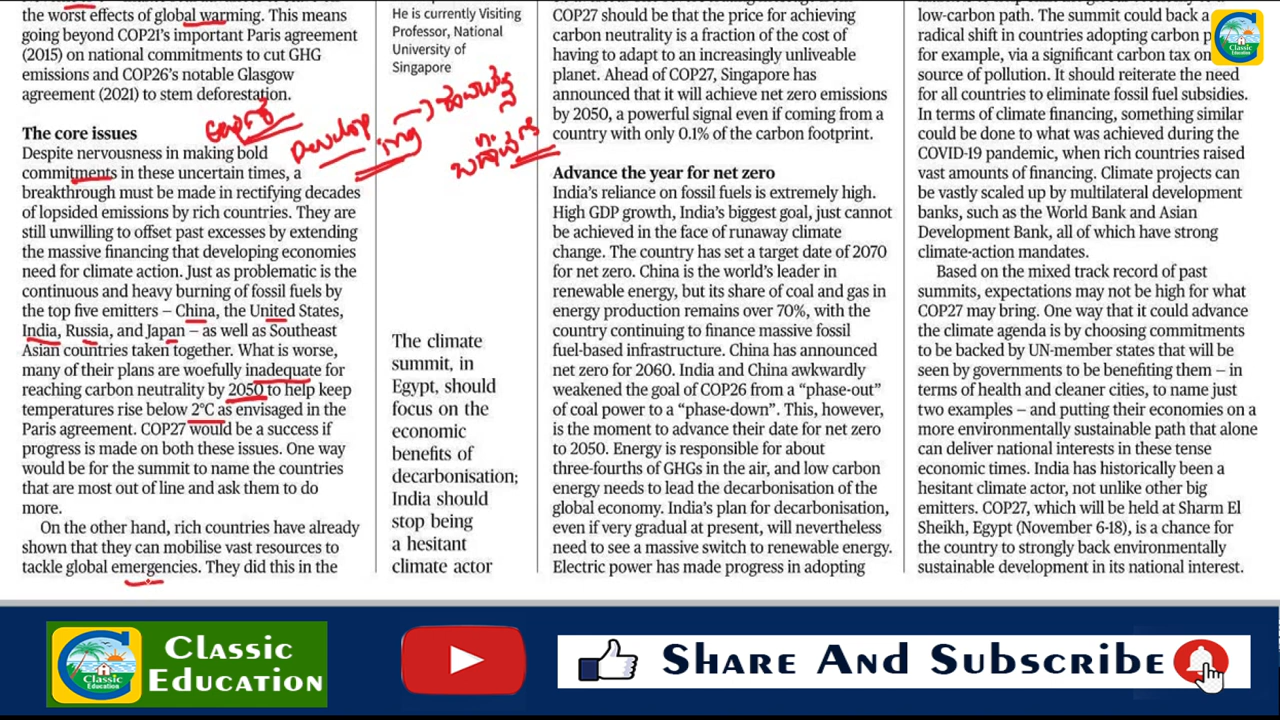 the worst effects of global warming. This means
going beyond COP21's important Paris agreement
(2015) on national commitments to cut GHG
emissions and COP26's notable Glasgow
agreement (2021) to stem deforestation.
The core issues
Despite nervousness in making bold
commitments in these uncertain times, a
breakthrough must be made in rectifying decades
of lopsided emissions by rich countries. They are
still unwilling to offset past excesses by extending
the massive financing that developing economies
need for climate action. Just as problematic is the
continuous and heavy burning of fossil fuels by
the top five emitters – China, the United States,
India, Russia, and Japan – as well as Southeast
Asian countries taken together. What is worse,
many of their plans are woefully inadequate for
reaching carbon neutrality by 2050 to help keep
temperatures rise below 2°C as envisaged in the
Paris agreement. COP27 would be a success if
progress is made on both these issues. One way
would be for the summit to name the countries
that are most out of line and ask them to do
more.
On the other hand, rich countries have already
shown that they can mobilise vast resources to
tackle global emergencies. They did this in the
He is currently Visiting
Professor, National
University of
Singapore
Develop
ing
The climate
summit, in
Egypt, should
focus on the
economic
benefits of
decarbonisation;
India should
stop being
a hesitant
climate actor
COP27 should be that the price for achieving
carbon neutrality is a fraction of the cost of
having to adapt to an increasingly unliveable
planet. Ahead of COP27, Singapore has
announced that it will achieve net zero emissions
by 2050, a powerful signal even if coming from a
country with only 0.1% of the carbon footprint.
Advance the year for net zero
India's reliance on fossil fuels is extremely high.
High GDP growth, India's biggest goal, just cannot
be achieved in the face of runaway climate
change. The country has set a target date of 2070
for net zero. China is the world's leader in
renewable energy, but its share of coal and gas in
energy production remains over 70%, with the
country continuing to finance massive fossil
fuel-based infrastructure. China has announced
net zero for 2060. India and China awkwardly
weakened the goal of COP26 from a "phase-out"
of coal power to a "phase-down". This, however,
is the moment to advance their date for net zero
to 2050. Energy is responsible for about
three-fourths of GHGs in the air, and low carbon
energy needs to lead the decarbonisation of the
global economy. India's plan for decarbonisation,
even if very gradual at present, will nevertheless
need to see a massive switch to renewable energy.
Electric power has made progress in adopting
low-carbon path. The summit could back a
radical shift in countries adopting carbon
for example, via a significant carbon tax on
source of pollution. It should reiterate the need
for all countries to eliminate fossil fuel subsidies.
In terms of climate financing, something similar
could be done to what was achieved during the
COVID-19 pandemic, when rich countries raised
vast amounts of financing. Climate projects can
be vastly scaled up by multilateral development
banks, such as the World Bank and Asian
Development Bank, all of which have strong
climate-action mandates.
Based on the mixed track record of past
summits, expectations may not be high for what
COP27 may bring. One way that it could advance
the climate agenda is by choosing commitments
to be backed by UN-member states that will be
seen by governments to be benefiting them – in
terms of health and cleaner cities, to name just
two examples – and putting their economies on a
more environmentally sustainable path that alone
can deliver national interests in these tense
economic times. India has historically been a
hesitant climate actor, not unlike other big
emitters. COP27, which will be held at Sharm El
Sheikh, Egypt (November 6-18), is a chance for
the country to strongly back environmentally
sustainable development in its national interest.
Classic
Education
Classic
Education
Classic
Education
Share And Subscribe